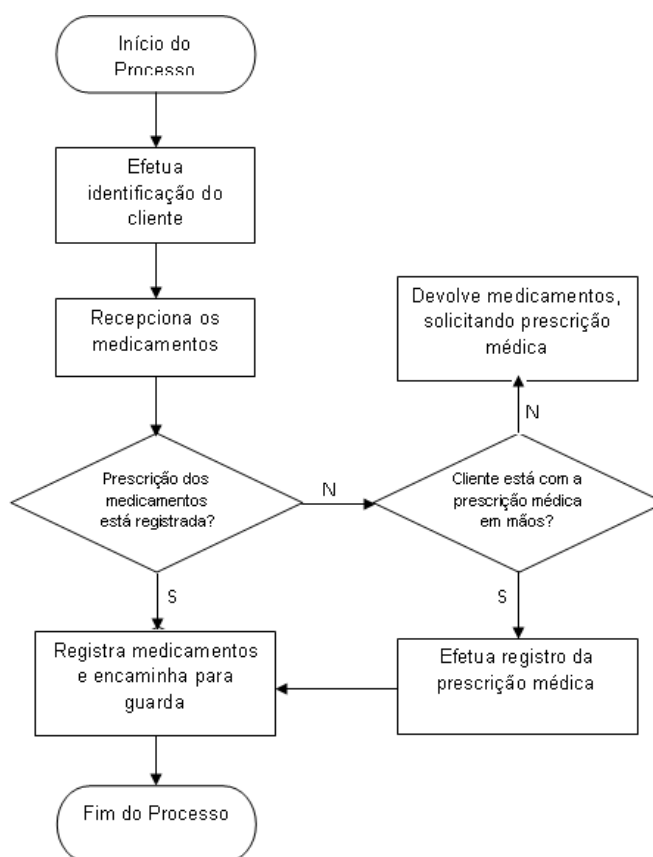 Início do
Processo
Efetua
identificação do
cliente
Recepciona os
medicamentos
Devolve medicamentos,
solicitando prescrição
médica
N
Prescrição dos
medicamentos
está registrada?
N
Cliente está com a
prescrição médica
em mãos?
S
S
Registra medicamentos
e encaminha para
guarda
Efetua registro da
prescrição médica
Fim do Processo